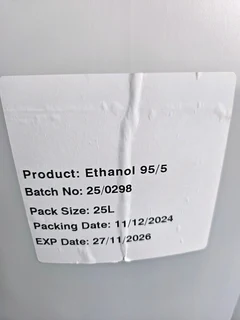 Product: Ethanol 95/5
Batch No: 25/0298
Pack Size: 25L
Packing Date: 11/12/2024
EXP Date: 27/11/2026